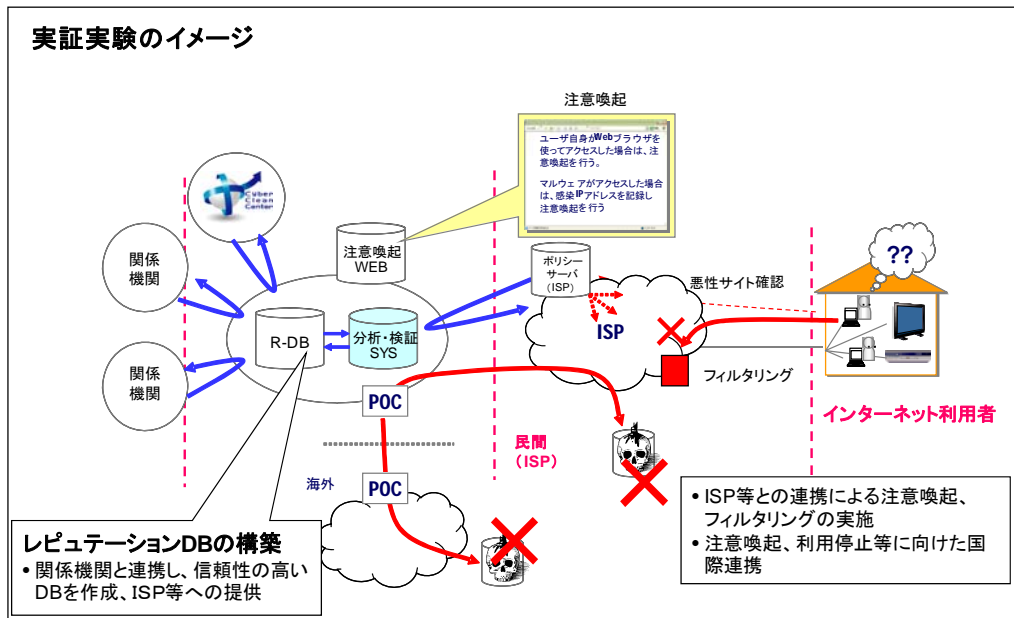 実証実験のイメージ
注意喚起
ユーザ自身がWebブラウザを
使ってアクセスした場合は、注
意喚起を行う。
マルウェアがアクセスした場合
は、感染IPアドレスを記録し
注意喚起を行う
Cyber
Clean
Center
関係
機関
注意喚起
WEB
ポリシー
サーバ
(ISP)
悪性サイト確認
??
R-DB
分析・検証
SYS
ISP
関係
機関
フィルタリング
POC
インターネット利用者
民間
(ISP)
海外
POC
レピュテーションDBの構築
• 関係機関と連携し、信頼性の高い
DBを作成、ISP等への提供
• ISP等との連携による注意喚起、
フィルタリングの実施
• 注意喚起、利用停止等に向けた国
際連携